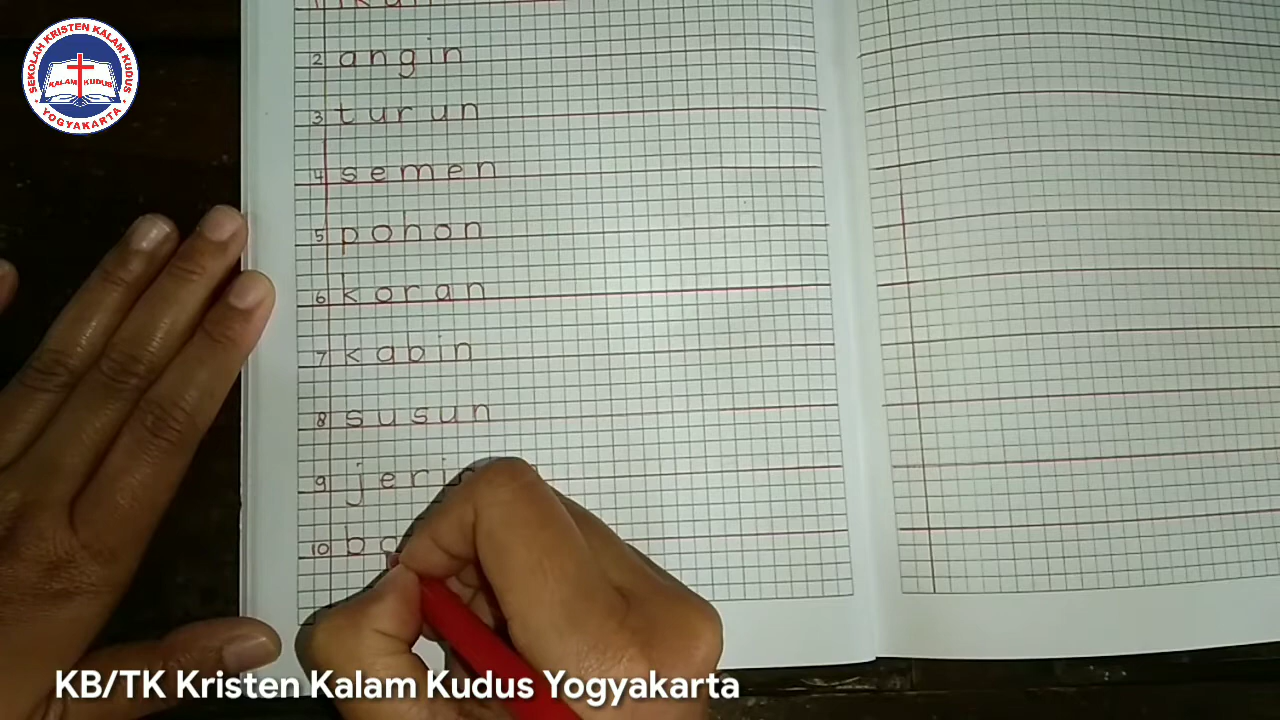 SEKOLAH KRISTEN KALAM KUDUS
KALAM KUDUS
YOGYAKARTA
2 angin
3 turun
4 semen
5 pohon
6 koran
7 kabin
8 susun
9
10
KB/TK Kristen Kalam Kudus Yogyakarta